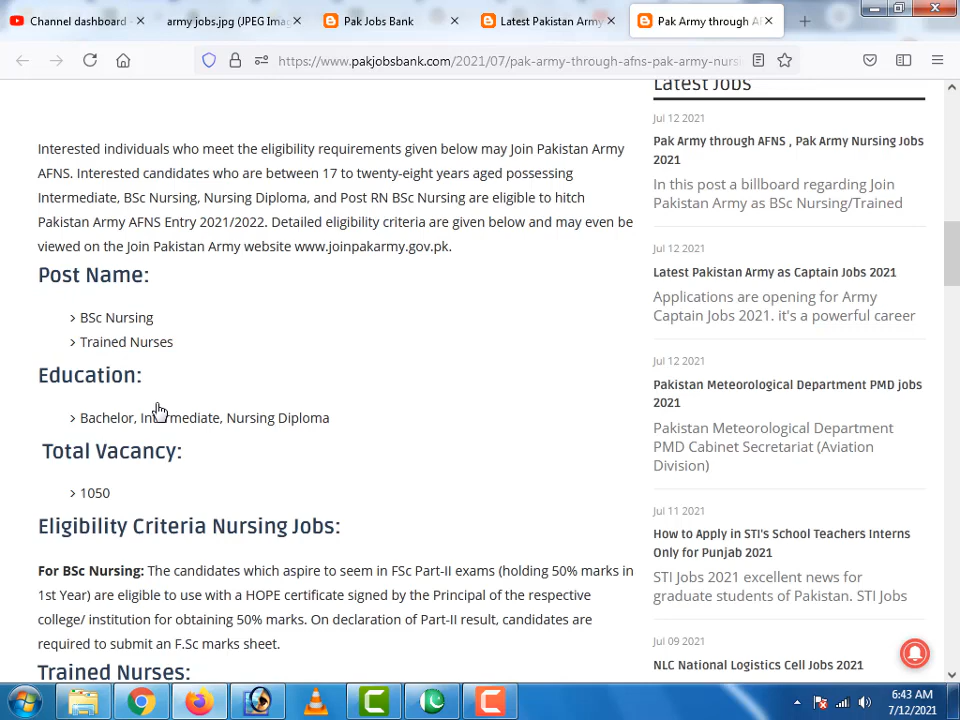 Channel dashboard
army jobs.jpg (JPEG Ima
Pak Jobs Bank
Latest Pakistan Army
Pak Army through AF
https://www.pakjobsbank.com/2021/07/pak-army-through-afns-pak-army-nursi
Interested individuals who meet the eligibility requirements given below may Join Pakistan Army
AFNS. Interested candidates who are between 17 to twenty-eight years aged possessing
Intermediate, BSc Nursing, Nursing Diploma, and Post RN BSc Nursing are eligible to hitch
Pakistan Army AFNS Entry 2021/2022. Detailed eligibility criteria are given below and may even be
viewed on the Join Pakistan Army website www.joinpakarmy.gov.pk.
Post Name:
BSc Nursing
Trained Nurses
Education:
Bachelor, Intermediate, Nursing Diploma
Total Vacancy:
1050
Eligibility Criteria Nursing Jobs:
For BSc Nursing: The candidates which aspire to seem in FSc Part-II exams (holding 50% marks in
1st Year) are eligible to use with a HOPE certificate signed by the Principal of the respective
college/ institution for obtaining 50% marks. On declaration of Part-II result, candidates are
required to submit an F.Sc marks sheet.
Trained Nurses:
Latest Jobs
Jul 12 2021
Pak Army through AFNS , Pak Army Nursing Jobs
2021
In this post a billboard regarding Join
Pakistan Army as BSc Nursing/Trained
Jul 12 2021
Latest Pakistan Army as Captain Jobs 2021
Applications are opening for Army
Captain Jobs 2021. it's a powerful career
Jul 12 2021
Pakistan Meteorological Department PMD jobs
2021
Pakistan Meteorological Department
PMD Cabinet Secretariat (Aviation
Division)
Jul 11 2021
How to Apply in STI's School Teachers Interns
Only for Punjab 2021
STI Jobs 2021 excellent news for
graduate students of Pakistan. STI Jobs
Jul 09 2021
NLC National Logistics Cell Jobs 2021
6:43 AM
7/12/2021